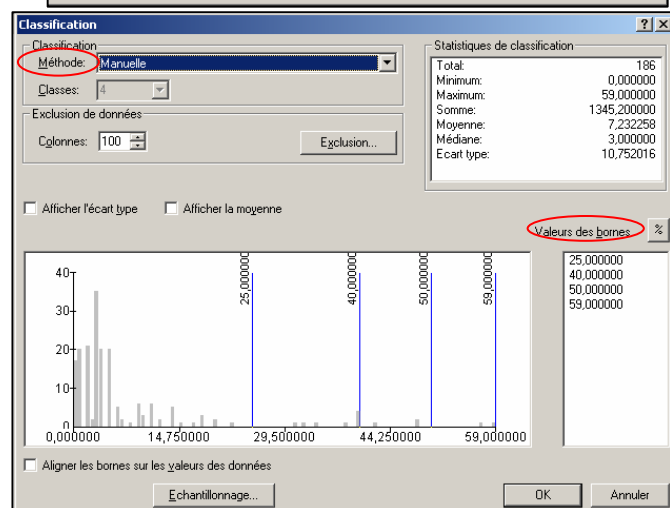 Classification
Classification
Méthode: Manuelle
Classes: 4
Exclusion de données
Colonnes: 100
Exclusion...
Statistiques de classification
Total: 186
Minimum: 0,000000
Maximum: 59,000000
Somme: 1345,200000
Moyenne: 7,232258
Médiane: 3,000000
Ecart type: 10,752016
Afficher l'écart type Afficher la moyenne
Valeurs des bornes %
25,000000
40,000000
50,000000
59,000000
25,000000 40,000000 50,000000 59,000000
40
30
20
10
0
0,000000 14,750000 29,500000 44,250000 59,000000
Aligner les bornes sur les valeurs des données
Echantillonnage... OK Annuler